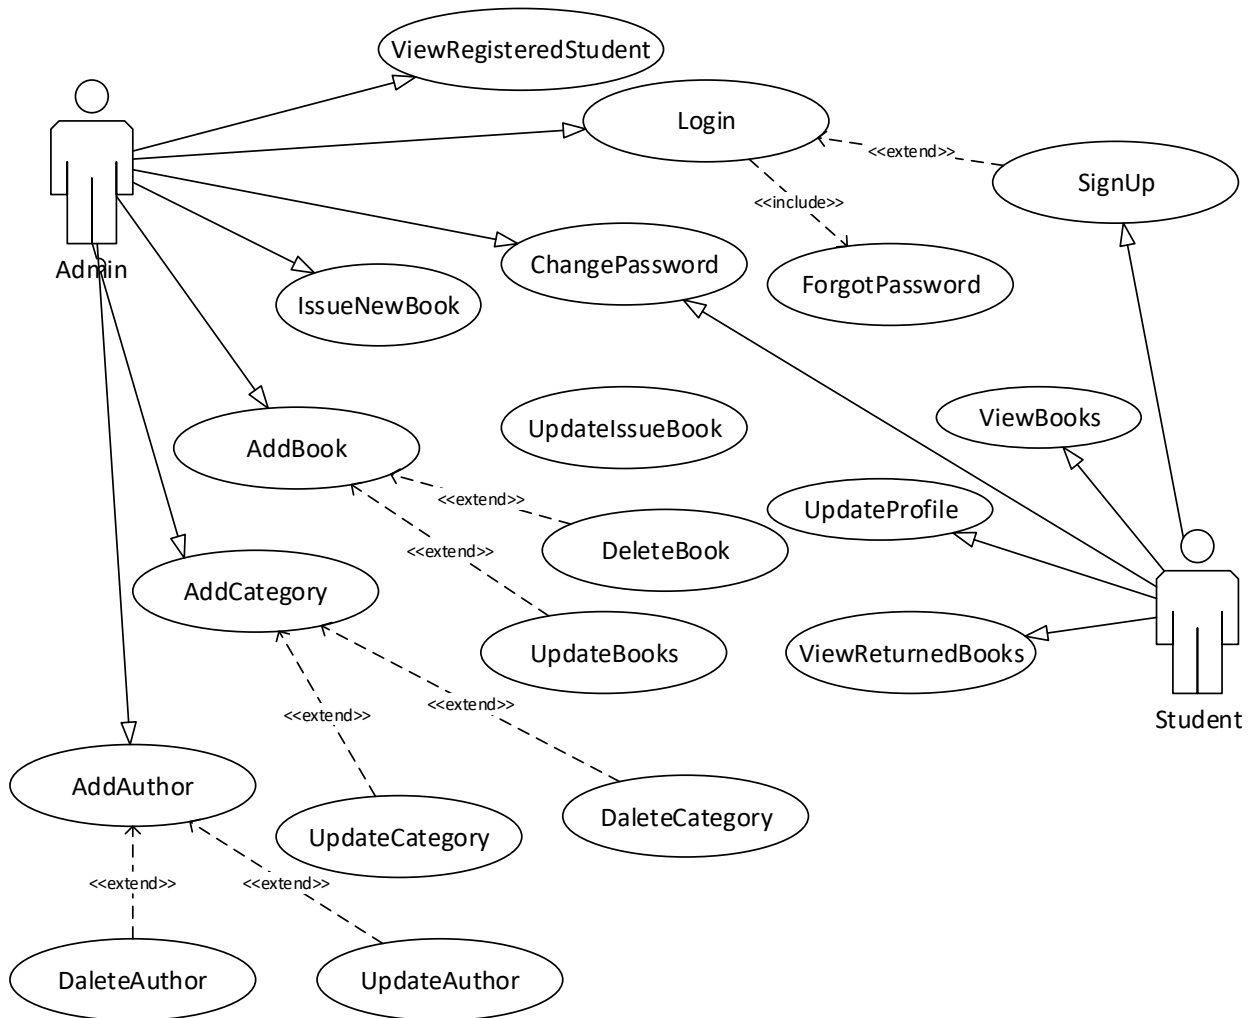 ViewRegisteredStudent
Login
<<extend>>
SignUp
<<include>>
Admin
ChangePassword
ForgotPassword
IssueNewBook
ViewBooks
UpdateIssueBook
AddBook
<<extend>>
UpdateProfile
<<extend>>
DeleteBook
AddCategory
UpdateBooks
ViewReturnedBooks
<<extend>>
<<extend>>
Student
AddAuthor
UpdateCategory
DaleteCategory
<<extend>>
<<extend>>
DaleteAuthor
UpdateAuthor